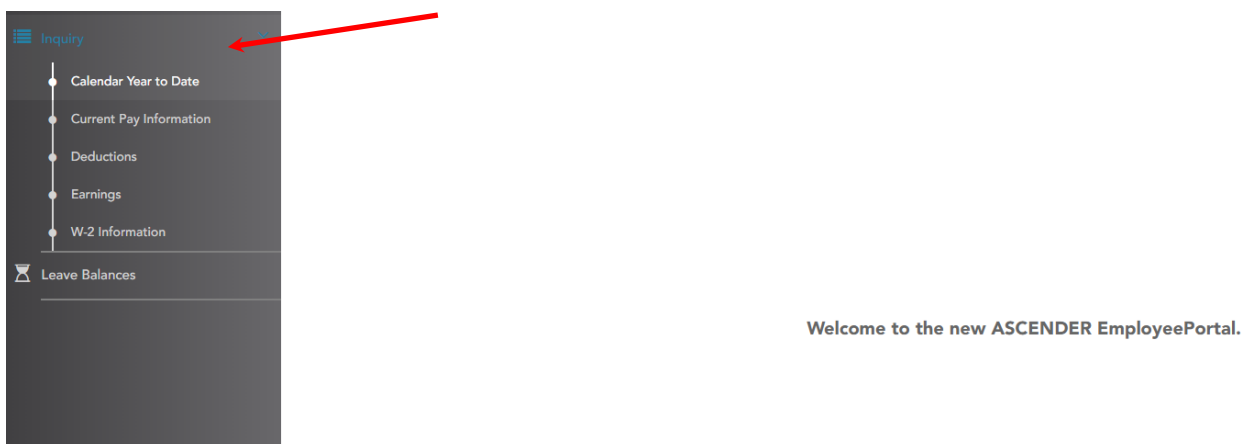 Inquiry
Calendar Year to Date
Current Pay Information
Deductions
Earnings
W-2 Information
Leave Balances
Welcome to the new ASCENDER EmployeePortal.